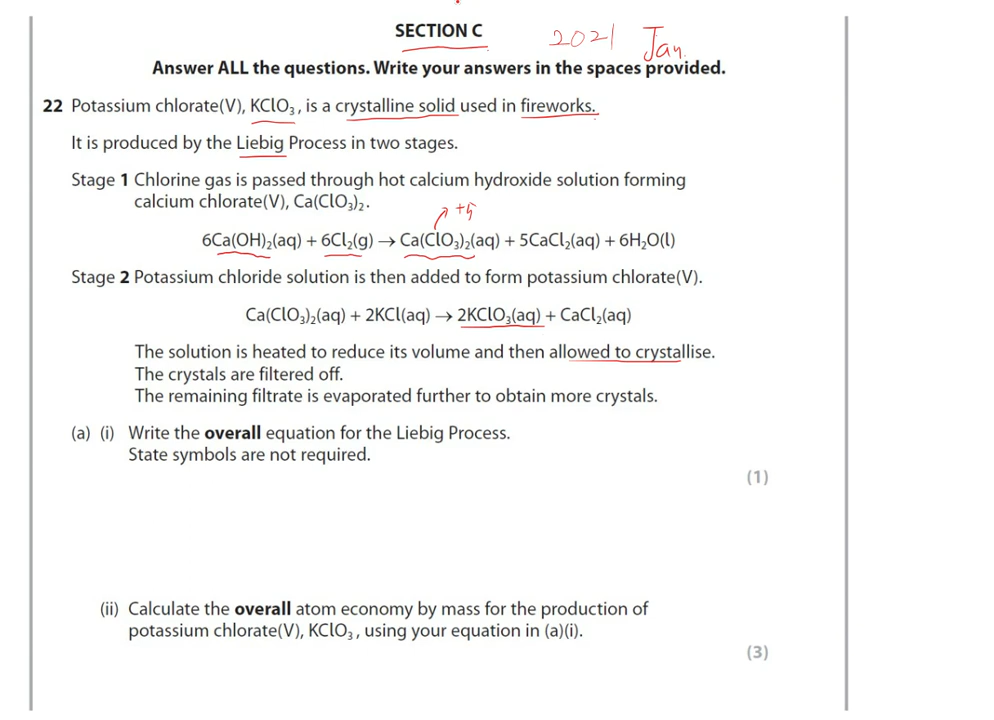 SECTION C
2021 Jan.
Answer ALL the questions. Write your answers in the spaces provided.
22 Potassium chlorate(V), KClO₃, is a crystalline solid used in fireworks.
It is produced by the Liebig Process in two stages.
Stage 1 Chlorine gas is passed through hot calcium hydroxide solution forming
calcium chlorate(V), Ca(ClO₃)₂.
+5
6Ca(OH)₂(aq) + 6Cl₂(g) → Ca(ClO₃)₂(aq) + 5CaCl₂(aq) + 6H₂O(l)
Stage 2 Potassium chloride solution is then added to form potassium chlorate(V).
Ca(ClO₃)₂(aq) + 2KCl(aq) → 2KClO₃(aq) + CaCl₂(aq)
The solution is heated to reduce its volume and then allowed to crystallise.
The crystals are filtered off.
The remaining filtrate is evaporated further to obtain more crystals.
(a) (i) Write the overall equation for the Liebig Process.
State symbols are not required.
(1)
(ii) Calculate the overall atom economy by mass for the production of
potassium chlorate(V), KClO₃, using your equation in (a)(i).
(3)